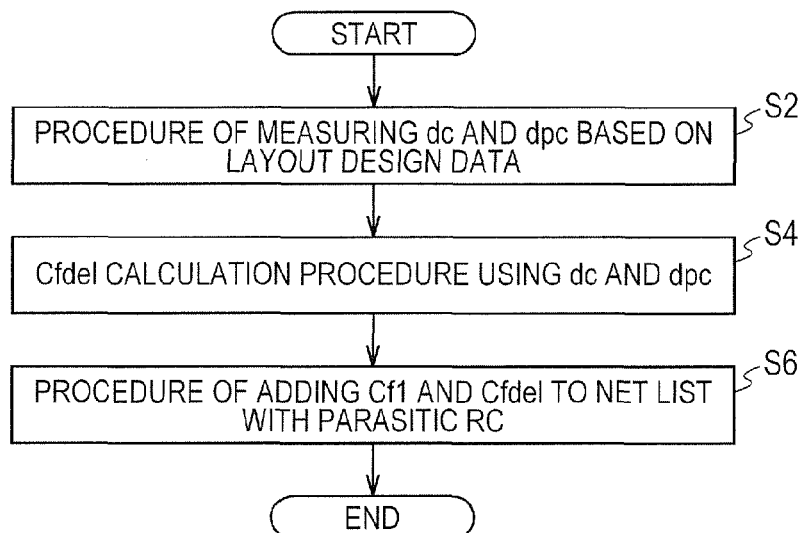 START
PROCEDURE OF MEASURING dc AND dpc BASED ON
LAYOUT DESIGN DATA
S2
Cfdel CALCULATION PROCEDURE USING dc AND dpc
S4
PROCEDURE OF ADDING Cf1 AND Cfdel TO NET LIST
WITH PARASITIC RC
S6
END